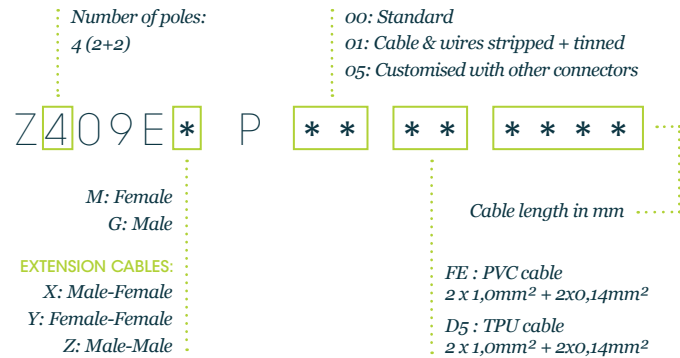 Number of poles:
4 (2+2)
00: Standard
01: Cable & wires stripped + tinned
05: Customised with other connectors
Z409E* P ** ** ****
M: Female
G: Male
Cable length in mm
EXTENSION CABLES:
X: Male-Female
Y: Female-Female
Z: Male-Male
FE : PVC cable
2 x 1,0mm² + 2x0,14mm²
D5 : TPU cable
2 x 1,0mm² + 2x0,14mm²